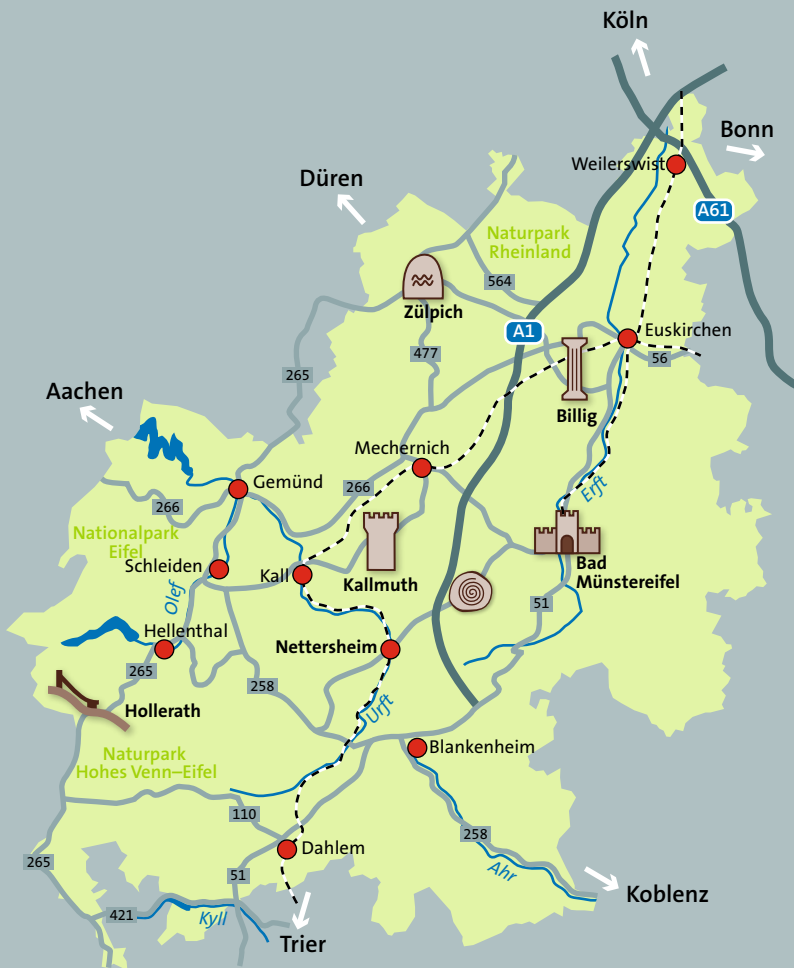 Köln
Bonn
Weilerswist
Düren
A61
Naturpark
Rheinland
564
Zülpich
A1
Euskirchen
477
56
265
Aachen
Billig
Mechernich
Gemünd
266
266
Erft
Nationalpark
Eifel
Schleiden
Kall
Kallmuth
Bad
Münstereifel
Olef
51
Hellenthal
Nettersheim
265
258
Hollerath
Urft
Blankenheim
Naturpark
Hohes Venn–Eifel
110
258
Dahlem
265
51
Ahr
Koblenz
421
Kyll
Trier